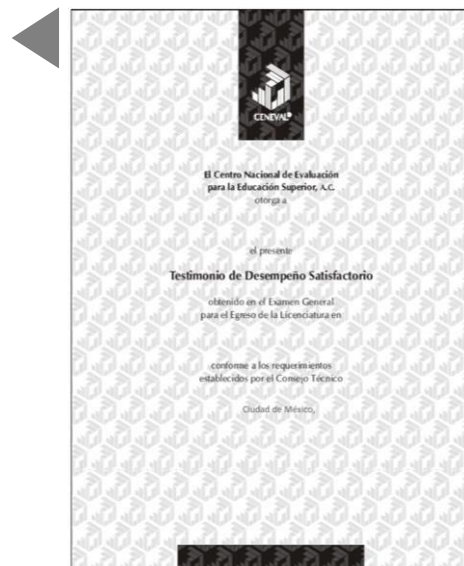 CENEVAL®
El Centro Nacional de Evaluación
para la Educación Superior, A.C.
otorga a
el presente
Testimonio de Desempeño Satisfactorio
obtenido en el Examen General
para el Egreso de la Licenciatura en
conforme a los requerimientos
establecidos por el Consejo Técnico
Ciudad de México,